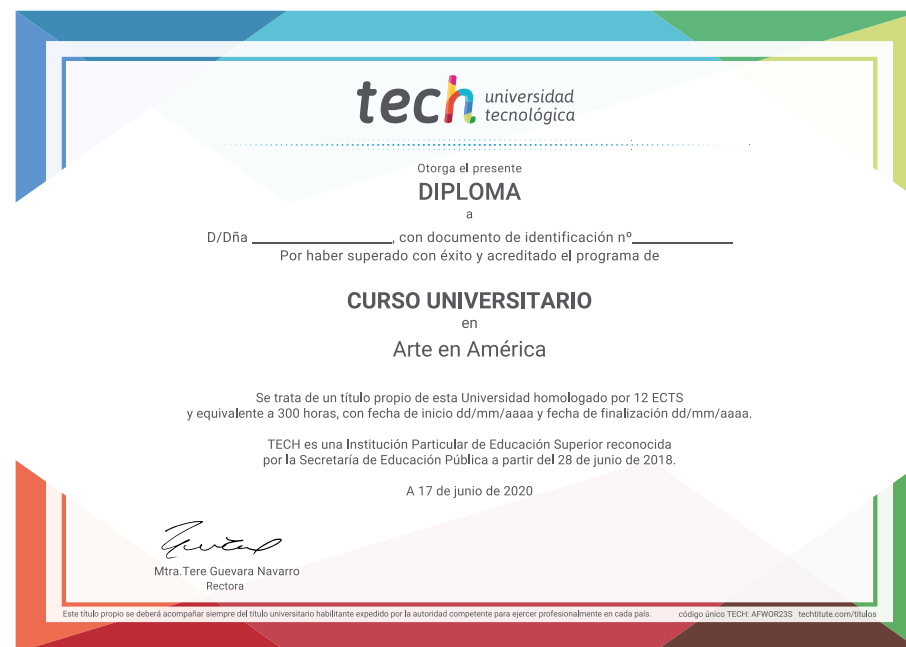 tech universidad
tecnológica
Otorga el presente
DIPLOMA
a
D/Dña ____________________, con documento de identificación nº______________
Por haber superado con éxito y acreditado el programa de
CURSO UNIVERSITARIO
en
Arte en América
Se trata de un título propio de esta Universidad homologado por 12 ECTS
y equivalente a 300 horas, con fecha de inicio dd/mm/aaaa y fecha de finalización dd/mm/aaaa.
TECH es una Institución Particular de Educación Superior reconocida
por la Secretaría de Educación Pública a partir del 28 de junio de 2018.
A 17 de junio de 2020
Mtra.Tere Guevara Navarro
Rectora
Este título propio se deberá acompañar siempre del título universitario habilitante expedido por la autoridad competente para ejercer profesionalmente en cada país. código único TECH: AFWOR23S techtitute.com/titulos